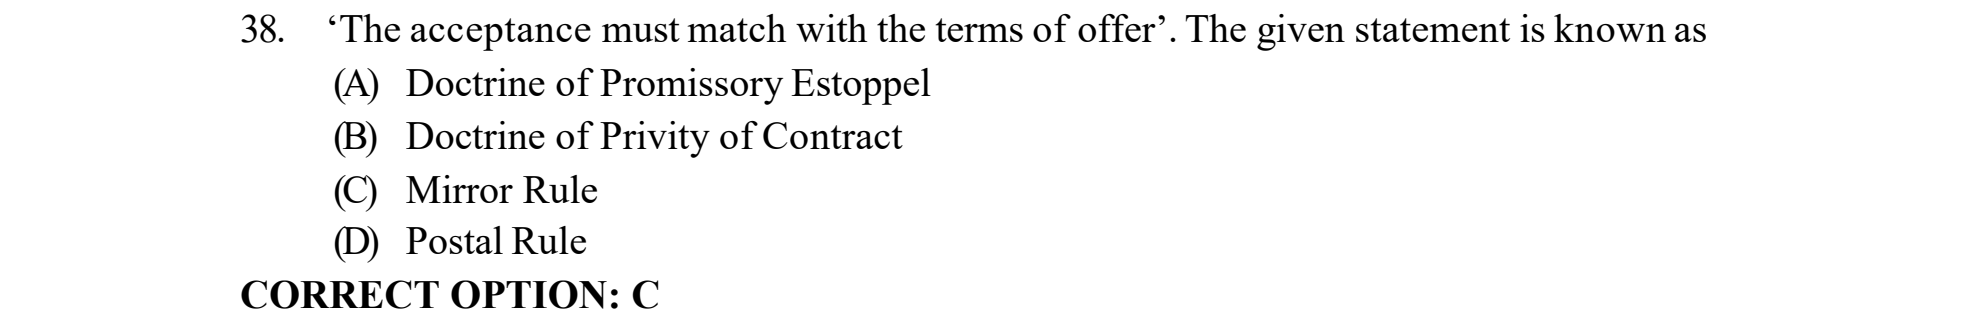 38. ‘The acceptance must match with the terms of offer’. The given statement is known as
(A) Doctrine of Promissory Estoppel
(B) Doctrine of Privity of Contract
(C) Mirror Rule
(D) Postal Rule
CORRECT OPTION: C